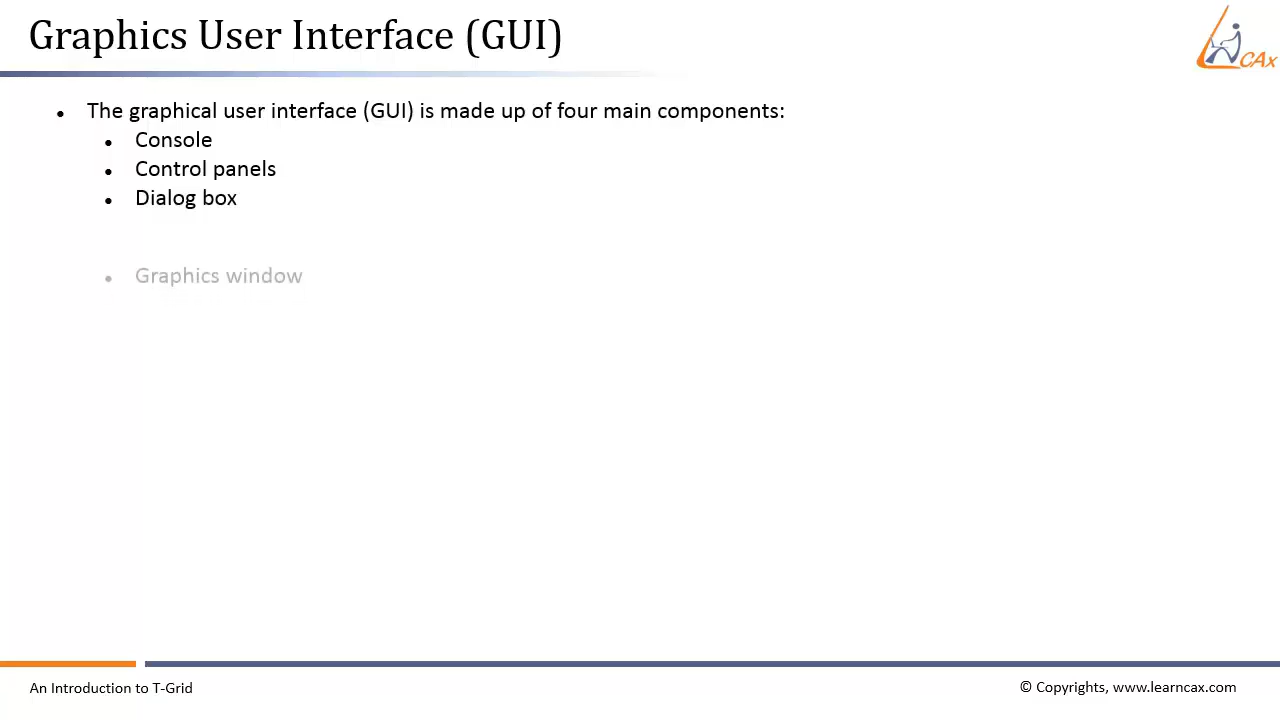 Graphics User Interface (GUI)
CAx
• The graphical user interface (GUI) is made up of four main components:
• Console
• Control panels
• Dialog box
• Graphics window
An Introduction to T-Grid
© Copyrights, www.learncax.com